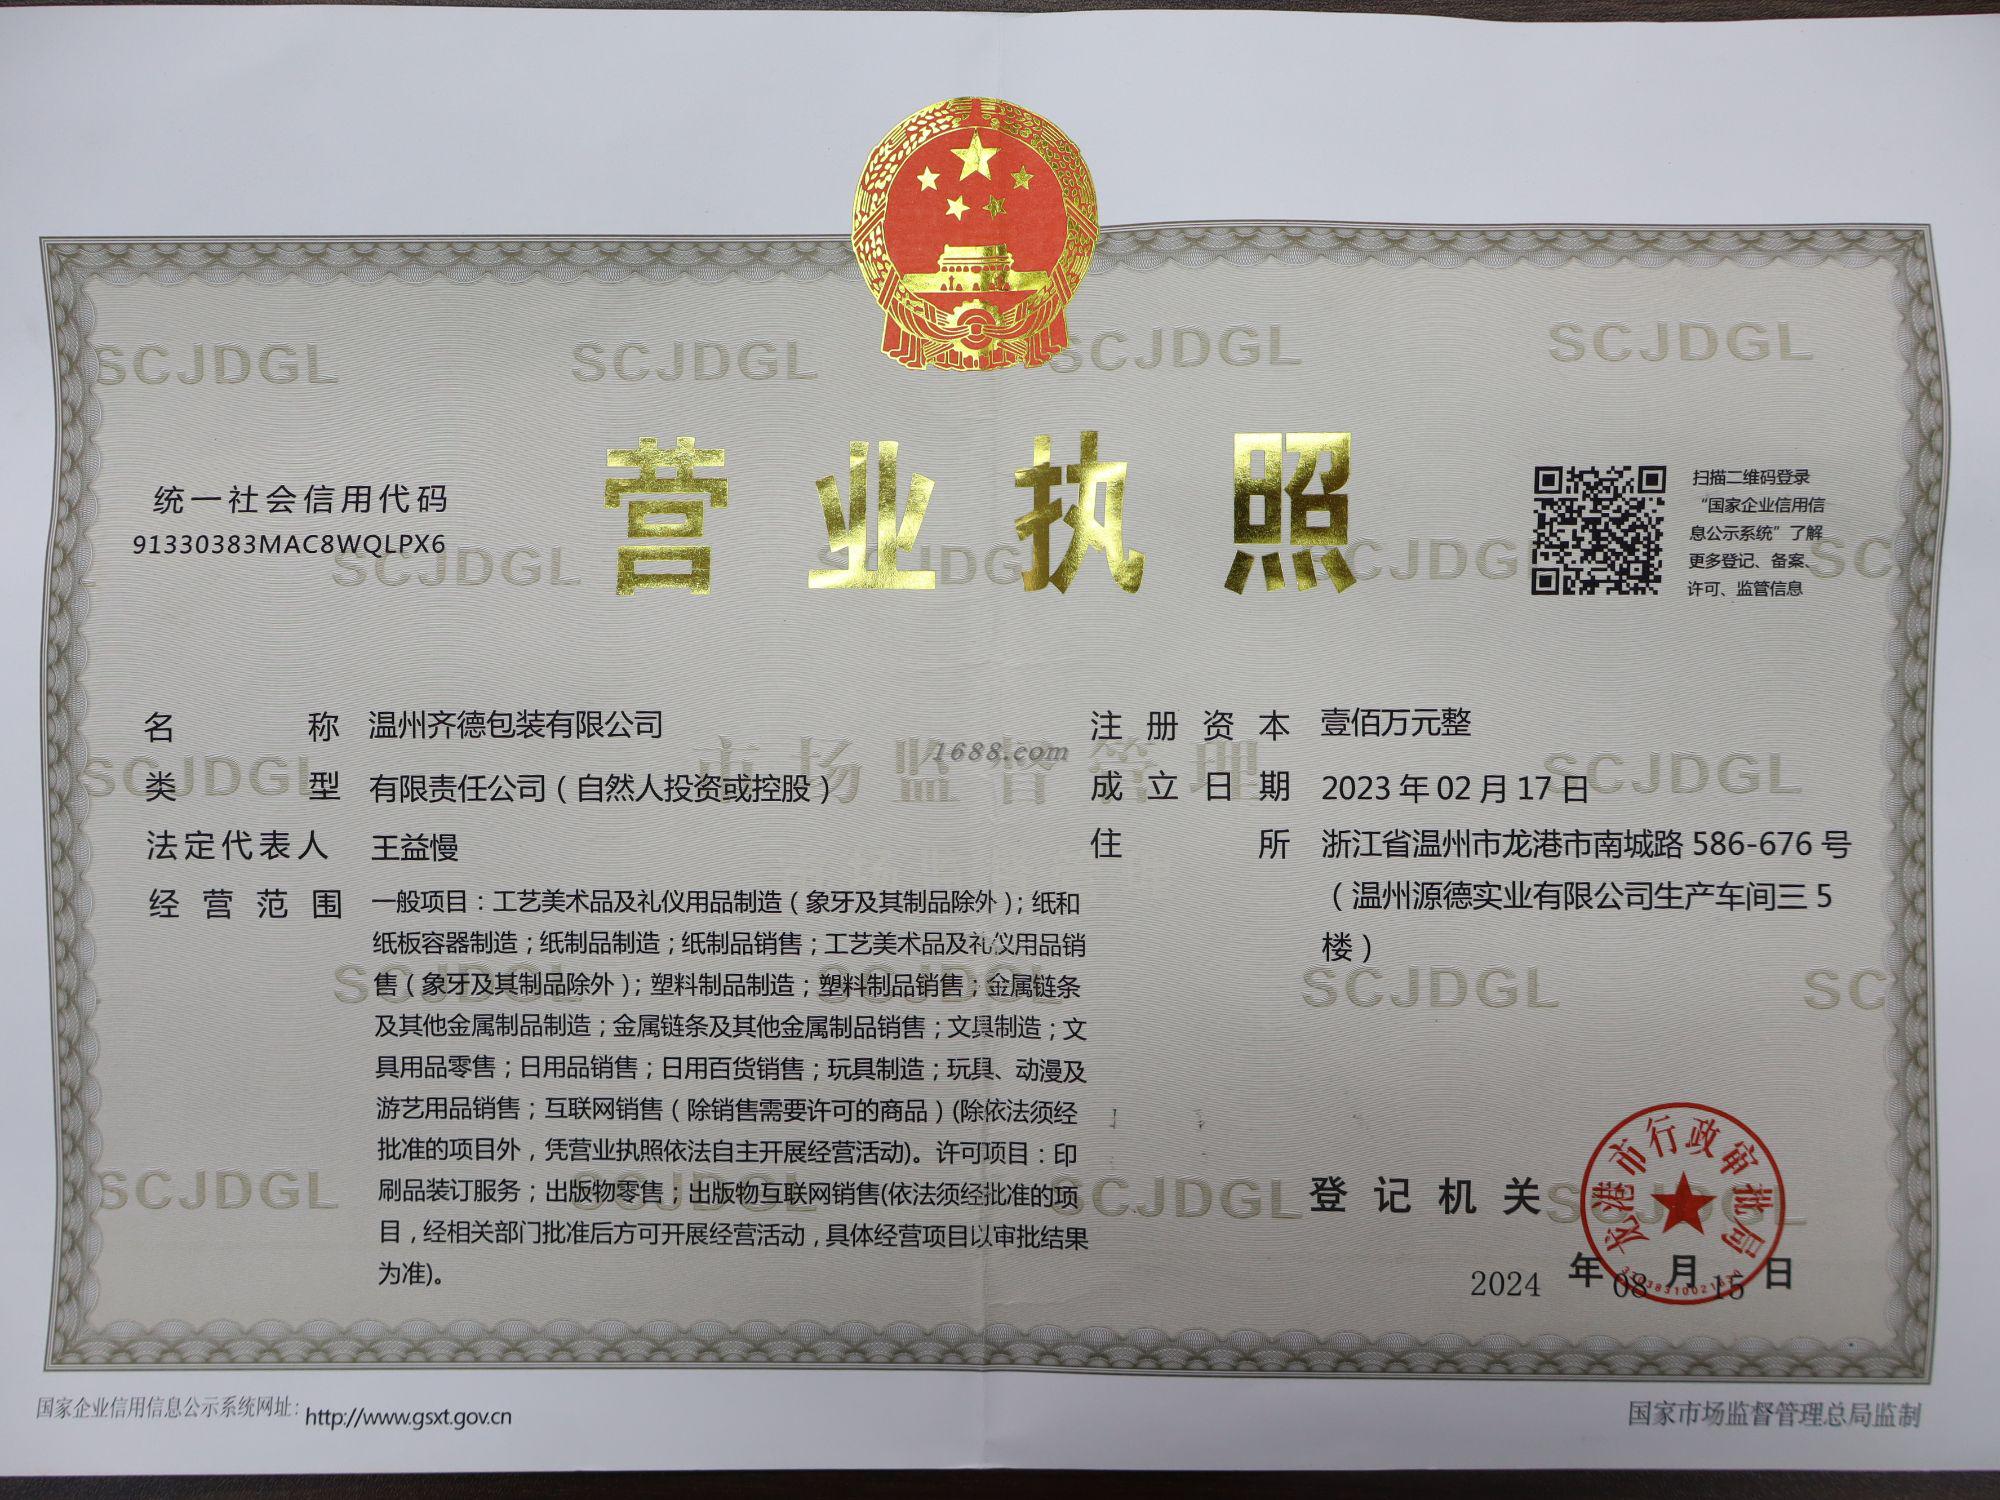 营业执照
统一社会信用代码
91330383MAC8WQLPX6
扫描二维码登录
“国家企业信用信
息公示系统”了解
更多登记、备案、
许可、监管信息
名称 温州齐德包装有限公司
类型 有限责任公司（自然人投资或控股）
法定代表人 王益慢
经营范围 一般项目：工艺美术品及礼仪用品制造（象牙及其制品除外）；纸和
纸板容器制造；纸制品制造；纸制品销售；工艺美术品及礼仪用品销
售（象牙及其制品除外）；塑料制品制造；塑料制品销售；金属链条
及其他金属制品制造；金属链条及其他金属制品销售；文具制造；文
具用品零售；日用品销售；日用百货销售；玩具制造；玩具、动漫及
游艺用品销售；互联网销售（除销售需要许可的商品）(除依法须经
批准的项目外，凭营业执照依法自主开展经营活动)。许可项目：印
刷品装订服务；出版物零售；出版物互联网销售(依法须经批准的项
目，经相关部门批准后方可开展经营活动，具体经营项目以审批结果
为准)。
注册资本 壹佰万元整
成立日期 2023年02月17日
住所 浙江省温州市龙港市南城路586-676号
（温州源德实业有限公司生产车间三5
楼）
登记机关
龙港市行政审批局
2024年08月15日
国家企业信用信息公示系统网址：http://www.gsxt.gov.cn
国家市场监督管理总局监制
SCJDGL
市场监督管理
1688.com